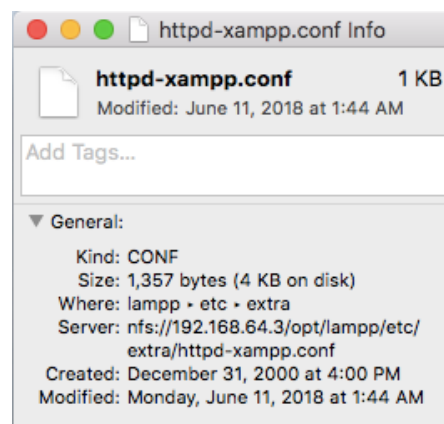 httpd-xampp.conf Info
httpd-xampp.conf 1 KB
Modified: June 11, 2018 at 1:44 AM
Add Tags...
▼ General:
Kind: CONF
Size: 1,357 bytes (4 KB on disk)
Where: lampp ▸ etc ▸ extra
Server: nfs://192.168.64.3/opt/lampp/etc/
extra/httpd-xampp.conf
Created: December 31, 2000 at 4:00 PM
Modified: Monday, June 11, 2018 at 1:44 AM